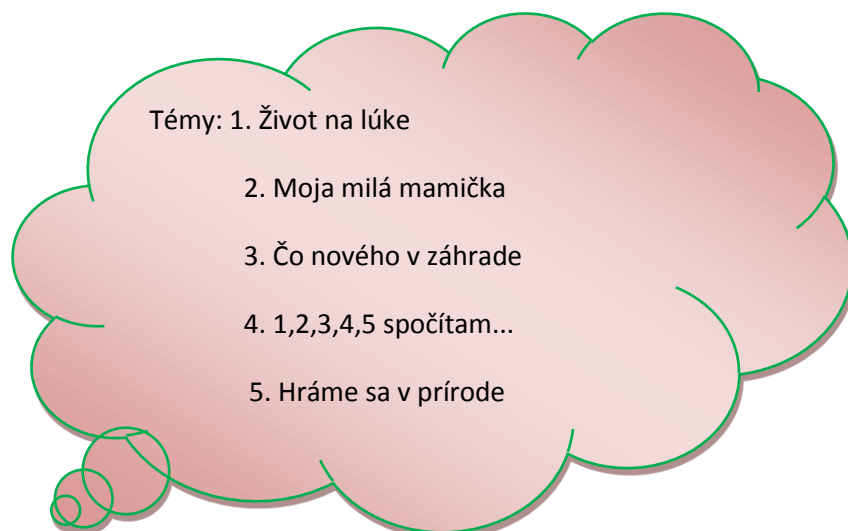 Témy: 1. Život na lúke
2. Moja milá mamička
3. Čo nového v záhrade
4. 1,2,3,4,5 spočítam...
5. Hráme sa v prírode